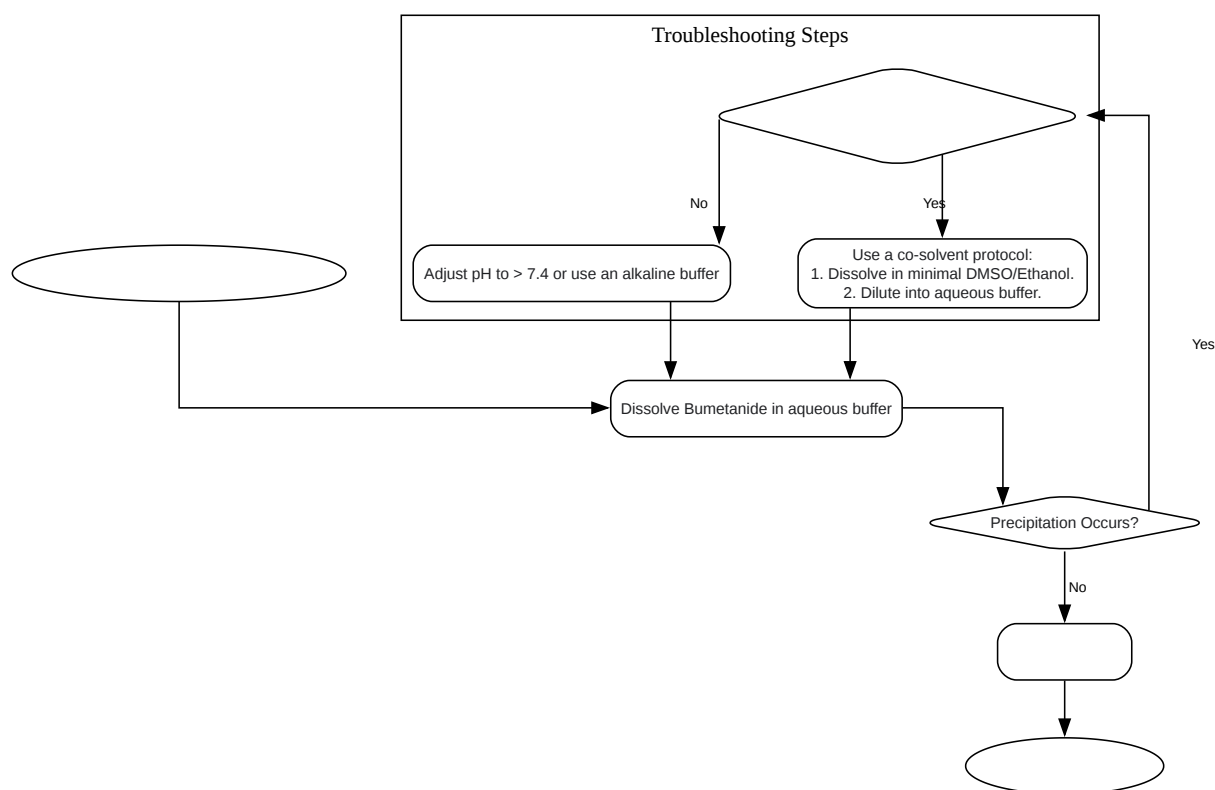 Troubleshooting Steps
No
Yes
Adjust pH to > 7.4 or use an alkaline buffer
Use a co-solvent protocol:
1. Dissolve in minimal DMSO/Ethanol.
2. Dilute into aqueous buffer.
Yes
Dissolve Bumetanide in aqueous buffer
Precipitation Occurs?
No